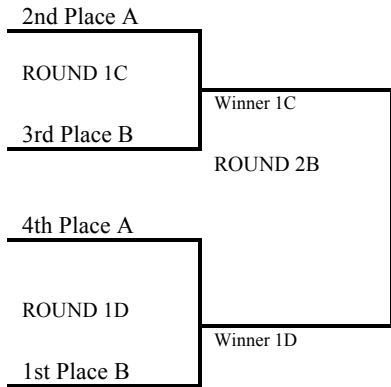 2nd Place A
ROUND 1C
Winner 1C
3rd Place B
ROUND 2B
4th Place A
ROUND 1D
Winner 1D
1st Place B